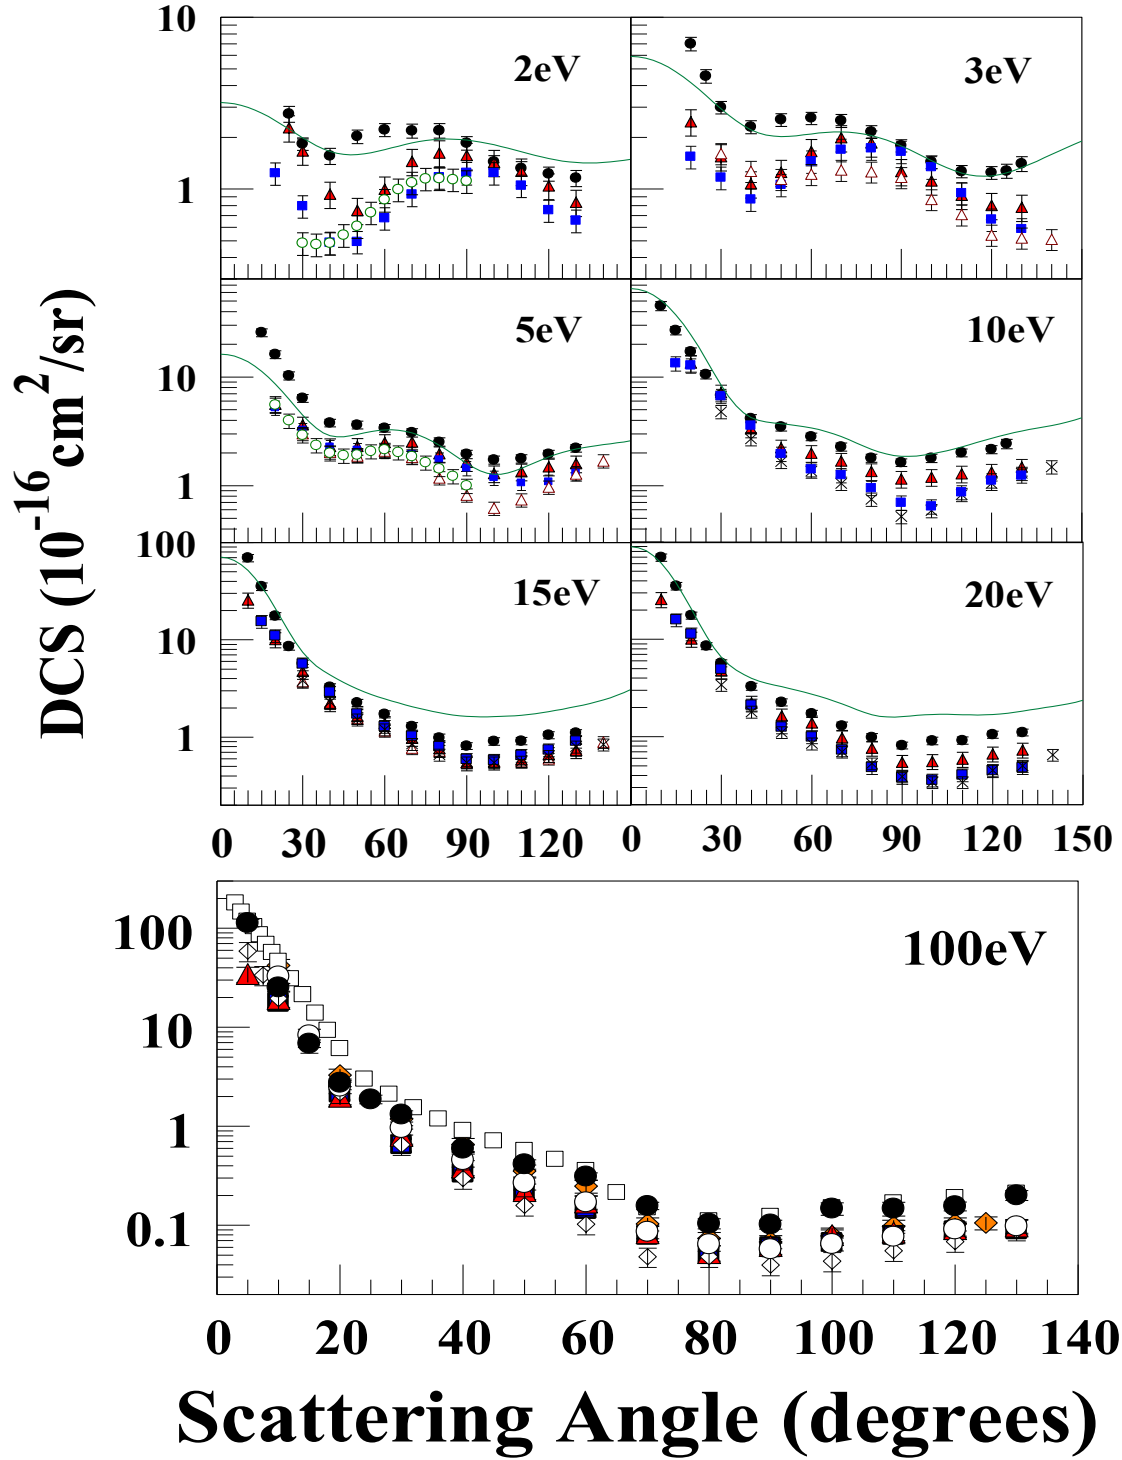 DCS (10⁻¹⁶cm²/sr)
10
1
2eV
3eV
10
1
5eV
10eV
100
10
1
15eV
20eV
0 30 60 90 120 0 30 60 90 120 150
100
10
1
0.1
100eV
0 20 40 60 80 100 120 140
Scattering Angle (degrees)